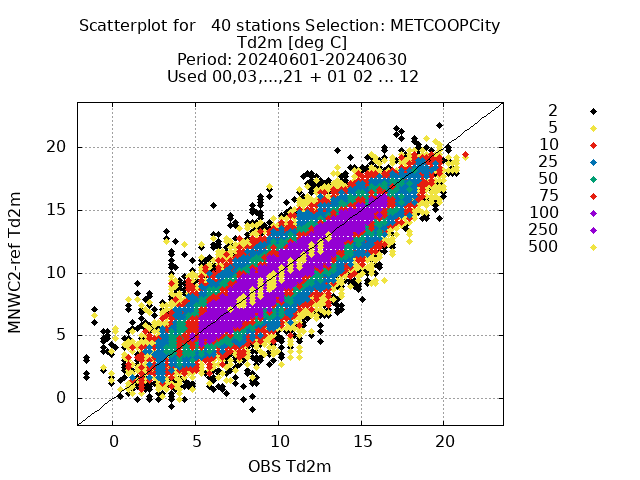 Scatterplot for   40 stations Selection: METCOOPCity
Td2m [deg C]
Period: 20240601-20240630
Used 00,03,...,21 + 01 02 ... 12
2
5
10
25
50
75
100
250
500
20
15
10
5
0
MNWC2-ref Td2m
0 5 10 15 20
OBS Td2m